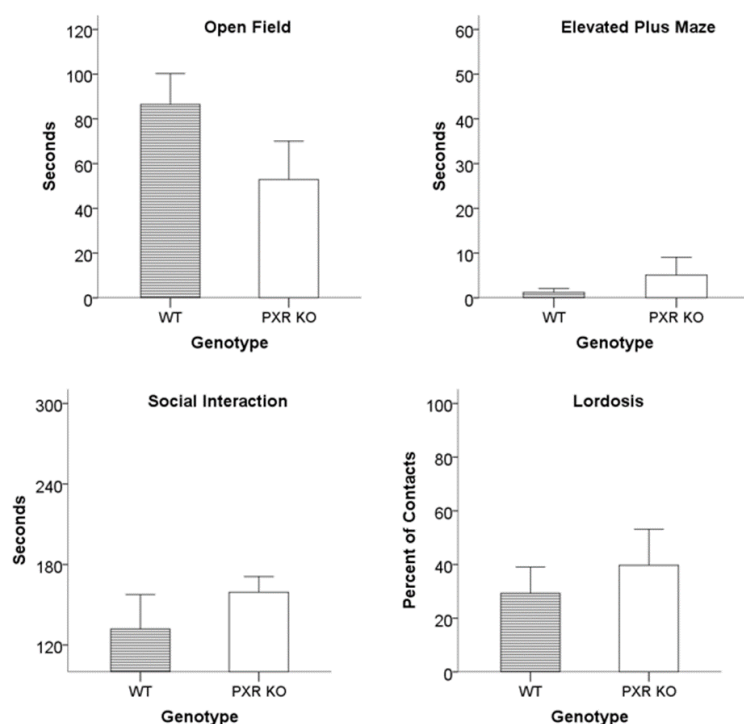 Open Field
120
100
80
60
40
20
0
Seconds
WT
PXR KO
Genotype
Elevated Plus Maze
60
50
40
30
20
10
0
Seconds
WT
PXR KO
Genotype
Social Interaction
300
240
180
120
Seconds
WT
PXR KO
Genotype
Lordosis
100
80
60
40
20
0
Percent of Contacts
WT
PXR KO
Genotype